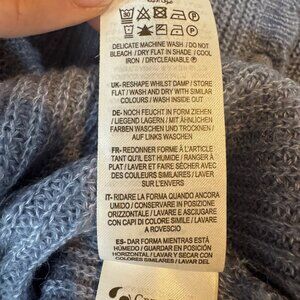 30
DELICATE MACHINE WASH / DO NOT
BLEACH / DRY FLAT IN SHADE / COOL
IRON / DRYCLEANABLE Ⓟ
UK- RESHAPE WHILST DAMP / STORE
FLAT / WASH AND DRY WITH SIMILAR
COLOURS / WASH INSIDE OUT
DE- NOCH FEUCHT IN FORM ZIEHEN
/ LIEGEND LAGERN / MIT ÄHNLICHEN
FARBEN WASCHEN UND TROCKNEN /
AUF LINKS WASCHEN
FR- REDONNER FORME À L'ARTICLE
TANT QU'IL EST HUMIDE / RANGER À
PLAT / LAVER ET FAIRE SÉCHER AVEC
DES COULEURS SIMILAIRES / LAVER
SUR L'ENVERS
IT- RIDARE LA FORMA QUANDO ANCORA
UMIDO / CONSERVARE IN POSIZIONE
ORIZZONTALE / LAVARE E ASCIUGARE
CON CAPI DI COLORE SIMILE / LAVARE
A ROVESCIO
ES- DAR FORMA MIENTRAS ESTÁ
HÚMEDO / GUARDAR EN POSICIÓN
HORIZONTAL / LAVAR Y SECAR CON
COLORES SIMILARES / LAVAR DEL